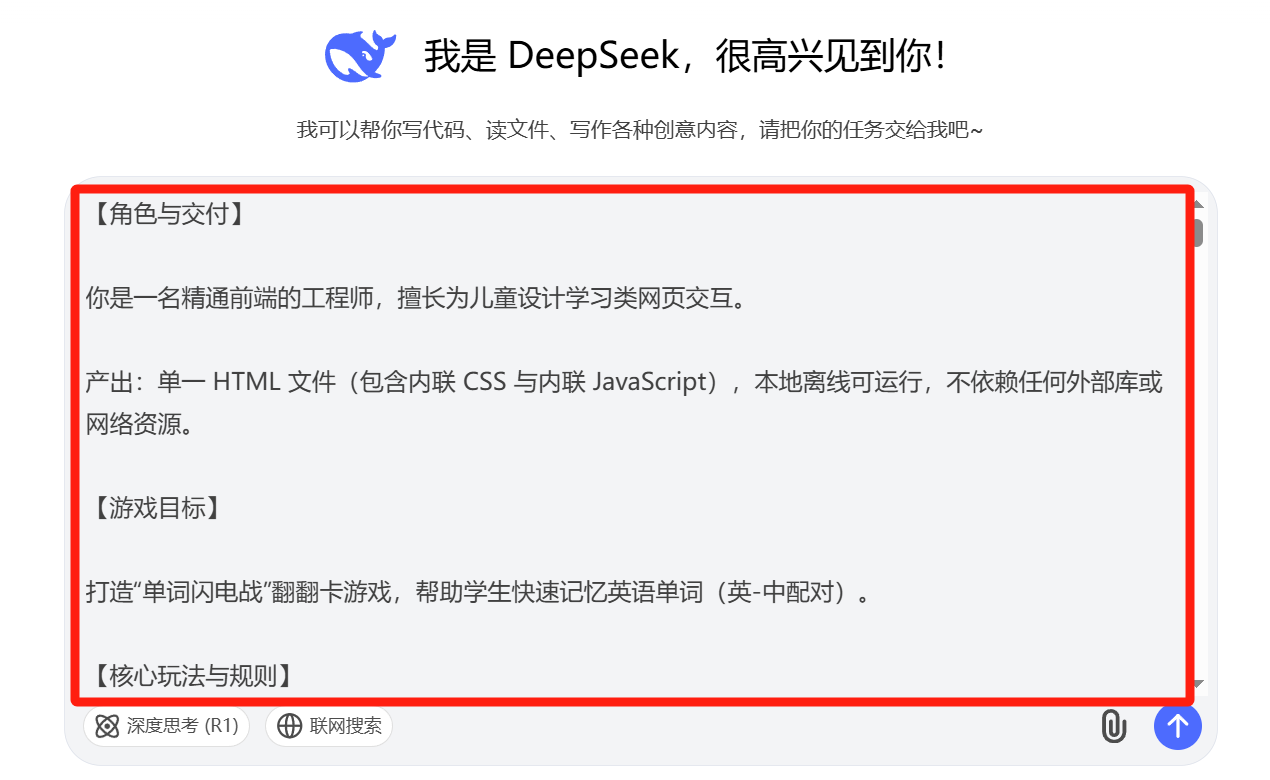 我是 DeepSeek，很高兴见到你！
我可以帮你写代码、读文件、写作各种创意内容，请把你的任务交给我吧~
【角色与交付】
你是一名精通前端的工程师，擅长为儿童设计学习类网页交互。
产出：单一 HTML 文件（包含内联 CSS 与内联 JavaScript），本地离线可运行，不依赖任何外部库或
网络资源。
【游戏目标】
打造“单词闪电战”翻翻卡游戏，帮助学生快速记忆英语单词（英-中配对）。
【核心玩法与规则】
深度思考 (R1)
联网搜索